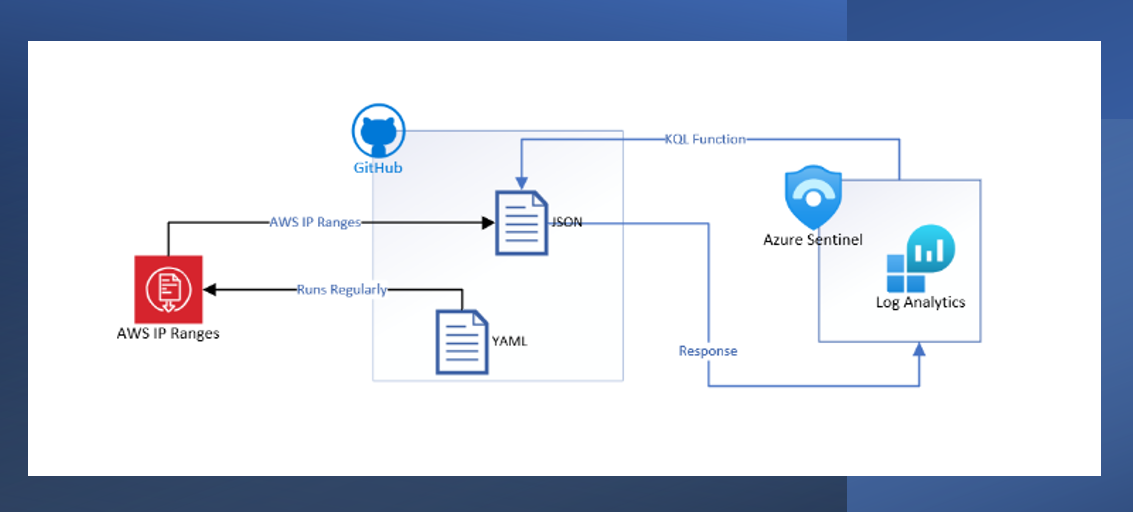 GitHub
KQL Function
AWS IP Ranges
JSON
Azure Sentinel
Runs Regularly
Log Analytics
AWS IP Ranges
YAML
Response